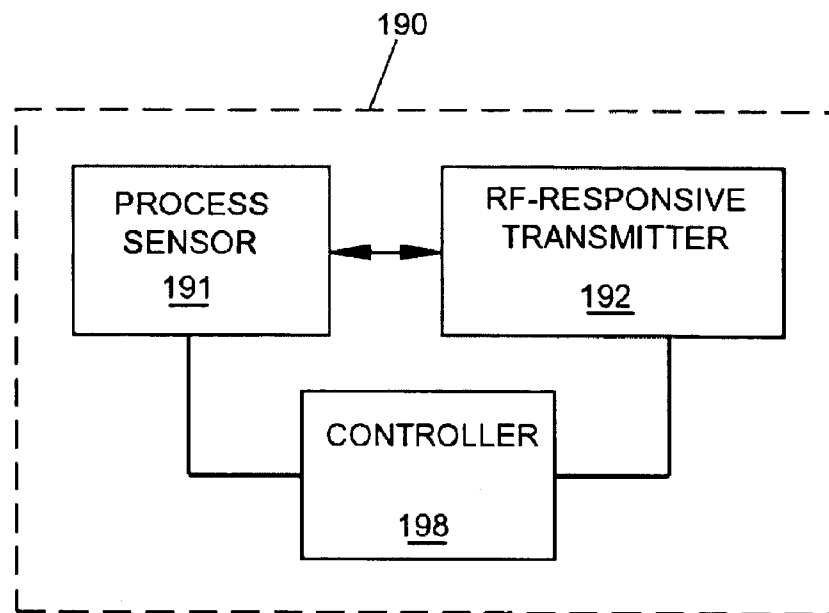 190
PROCESS
SENSOR
191
RF-RESPONSIVE
TRANSMITTER
192
CONTROLLER
198